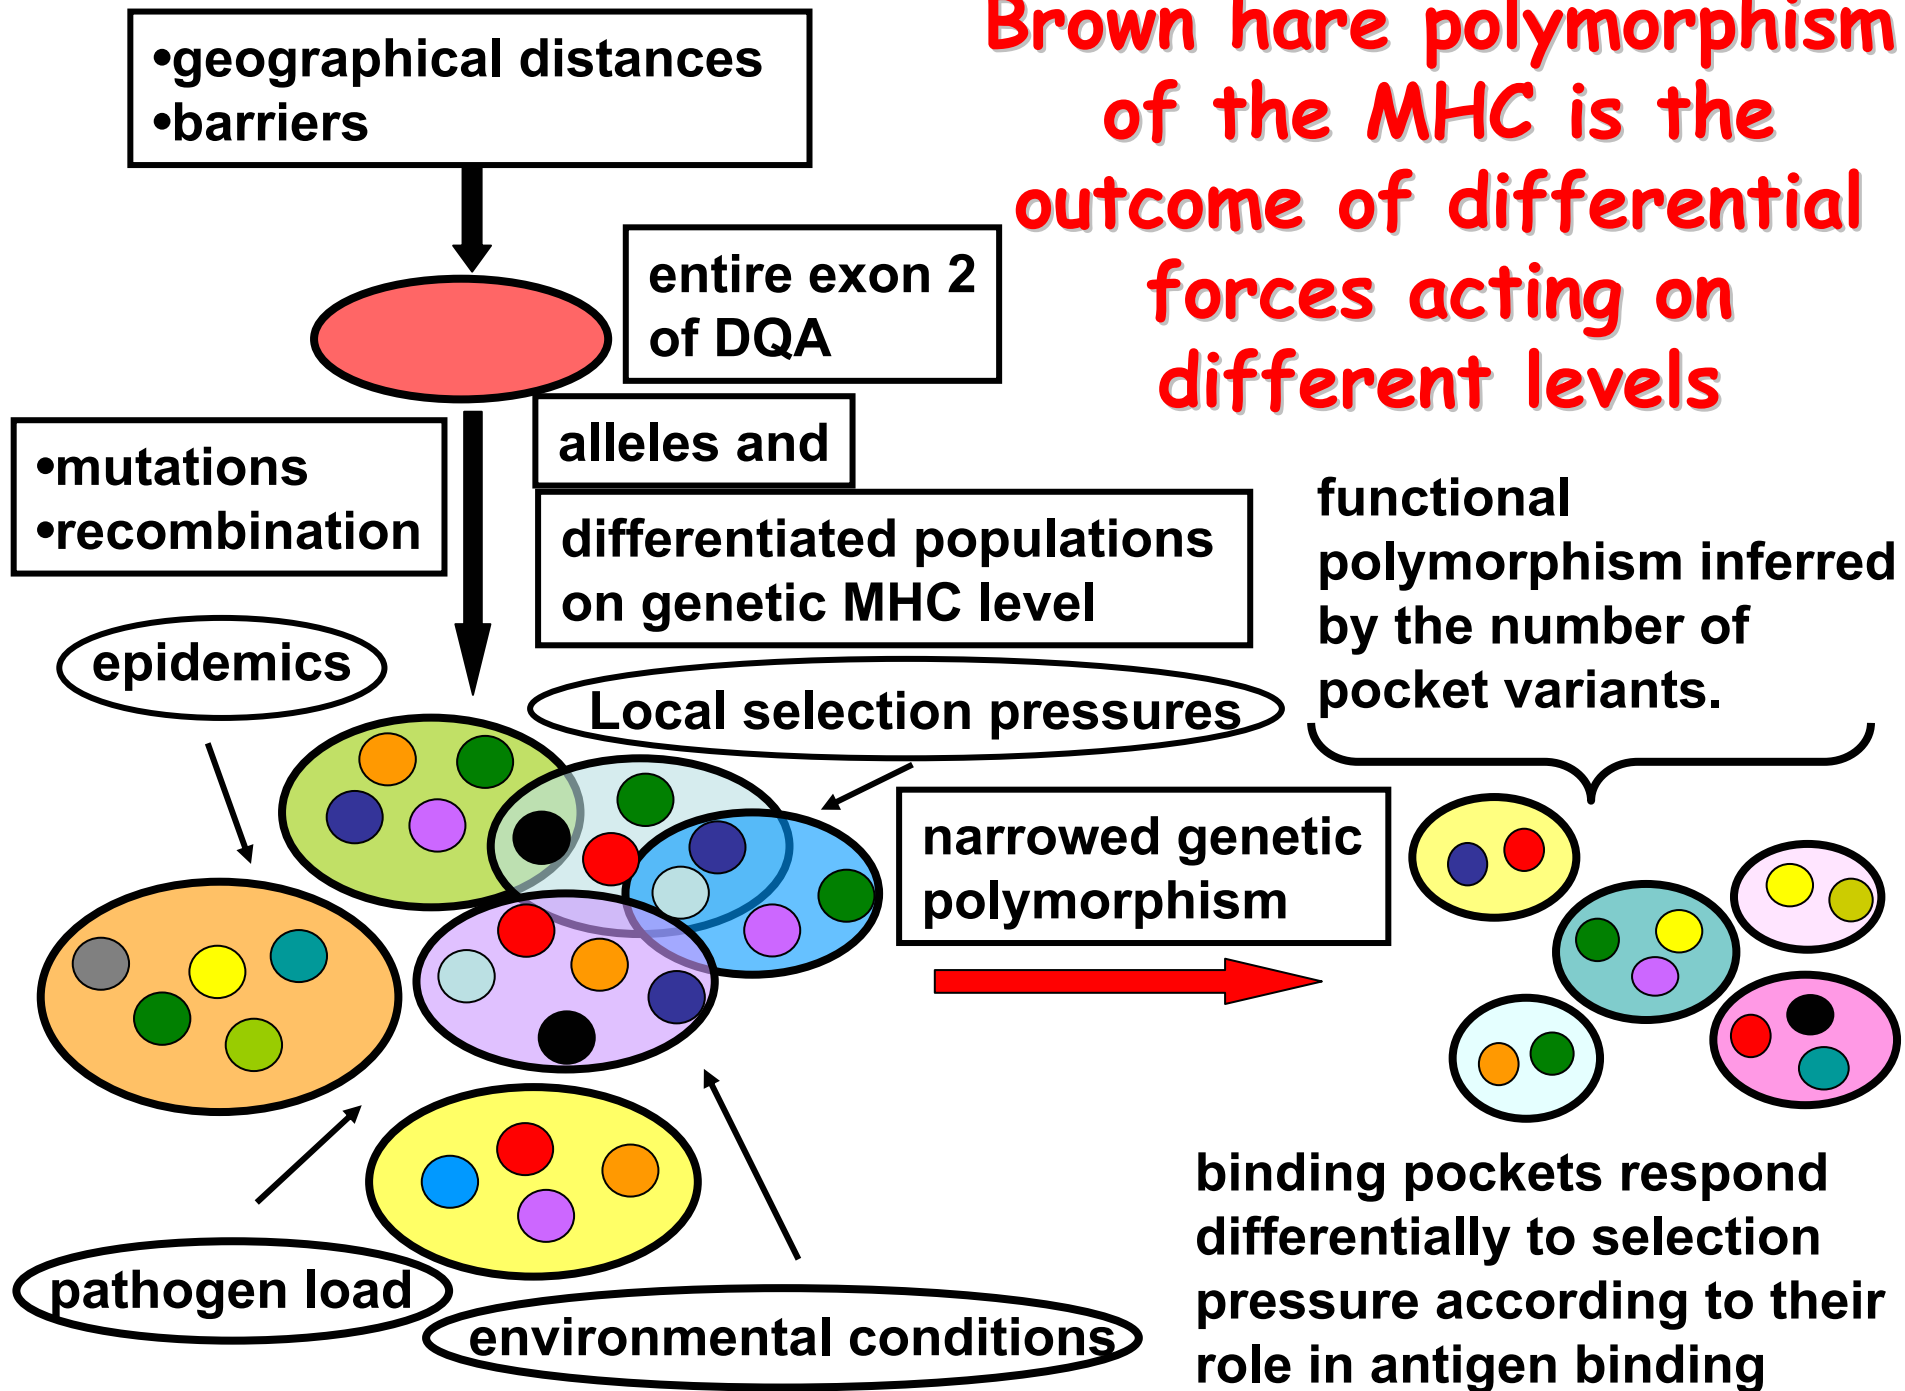 Brown hare polymorphism
of the MHC is the
outcome of differential
forces acting on
different levels
•geographical distances
•barriers
entire exon 2
of DQA
alleles and
•mutations
•recombination
differentiated populations
on genetic MHC level
functional
polymorphism inferred
by the number of
pocket variants.
epidemics
Local selection pressures
narrowed genetic
polymorphism
pathogen load
environmental conditions
binding pockets respond
differentially to selection
pressure according to their
role in antigen binding